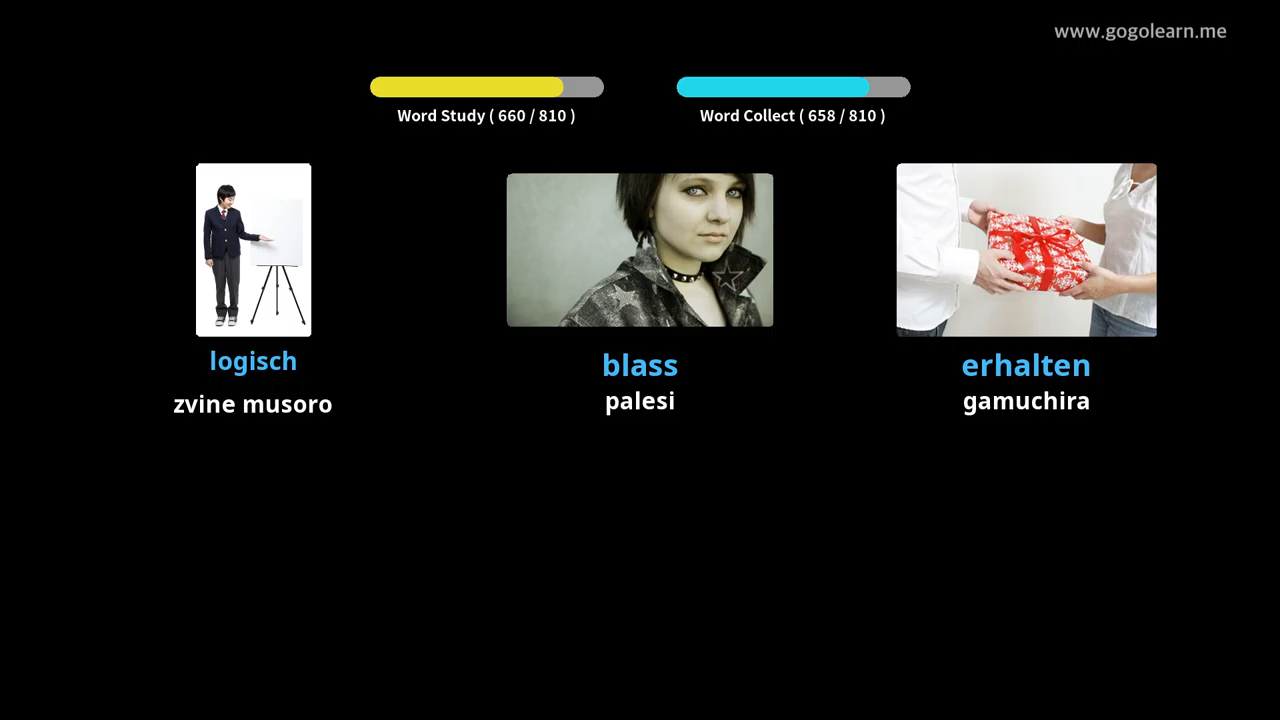 www.gogolearn.me
Word Study ( 660 / 810 )
Word Collect ( 658 / 810 )
logisch
zvine musoro
blass
palesi
erhalten
gamuchira